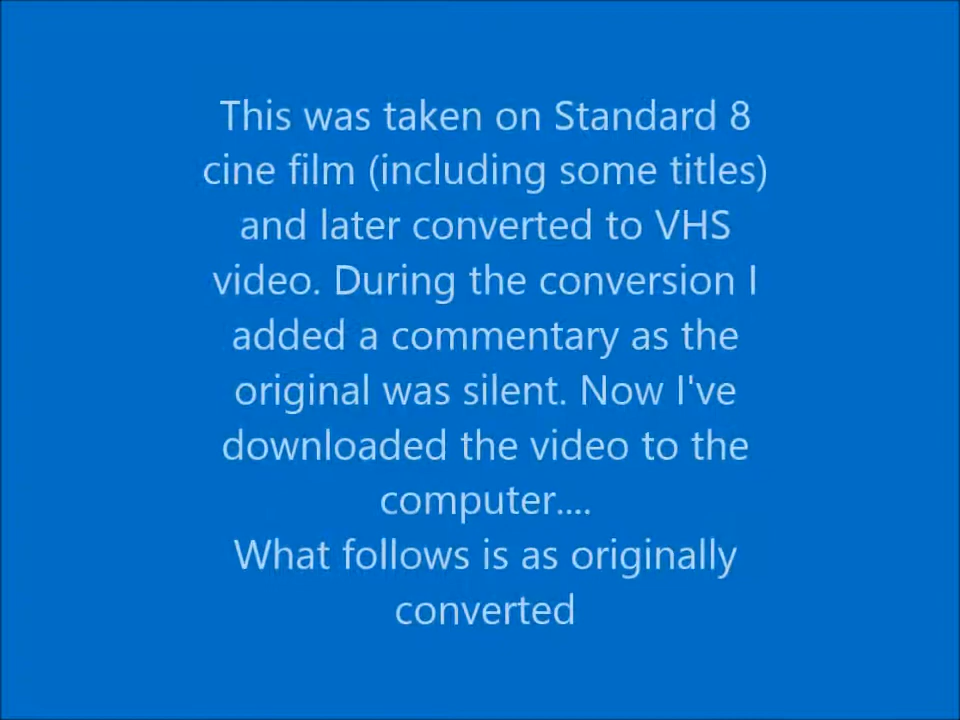 This was taken on Standard 8
cine film (including some titles)
and later converted to VHS
video. During the conversion I
added a commentary as the
original was silent. Now I've
downloaded the video to the
computer....
What follows is as originally
converted